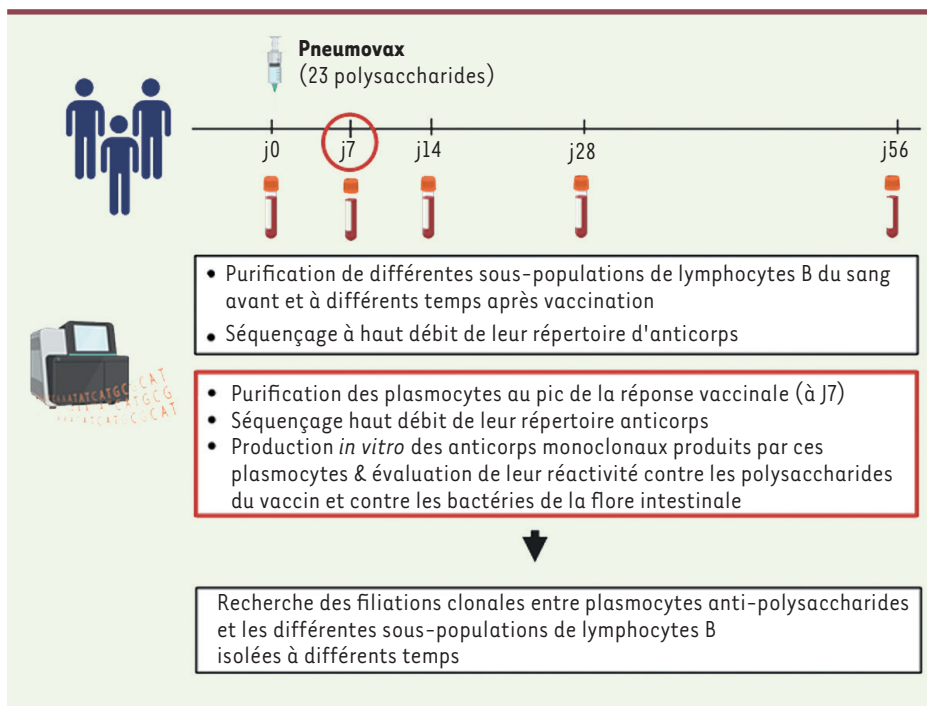 Pneumovax
(23 polysaccharides)
j0 j7 j14 j28 j56
• Purification de différentes sous-populations de lymphocytes B du sang
avant et à différents temps après vaccination
• Séquençage à haut débit de leur répertoire d'anticorps
• Purification des plasmocytes au pic de la réponse vaccinale (à J7)
• Séquençage haut débit de leur répertoire anticorps
• Production in vitro des anticorps monoclonaux produits par ces
plasmocytes & évaluation de leur réactivité contre les polysaccharides
du vaccin et contre les bactéries de la flore intestinale
Recherche des filiations clonales entre plasmocytes anti-polysaccharides
et les différentes sous-populations de lymphocytes B
isolées à différents temps